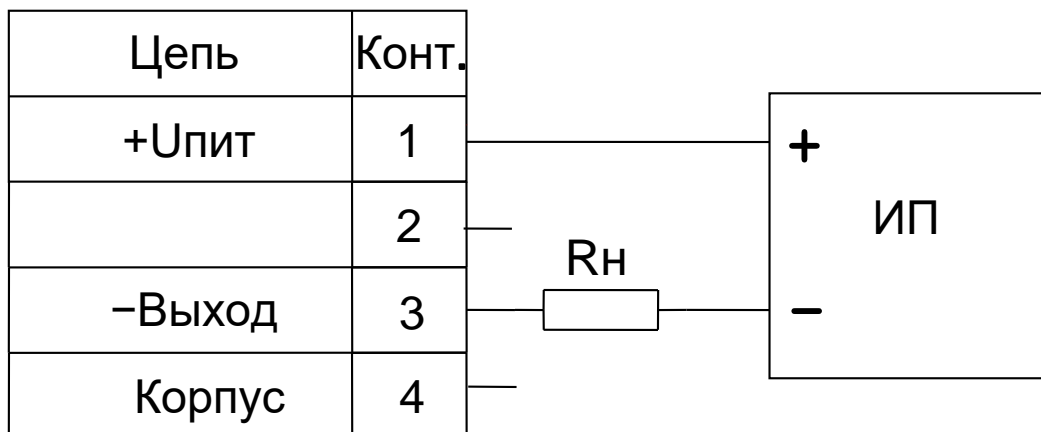 Цепь Конт.
+Uпит 1 +
2 ИП
Rн
−Выход 3 −
Корпус 4